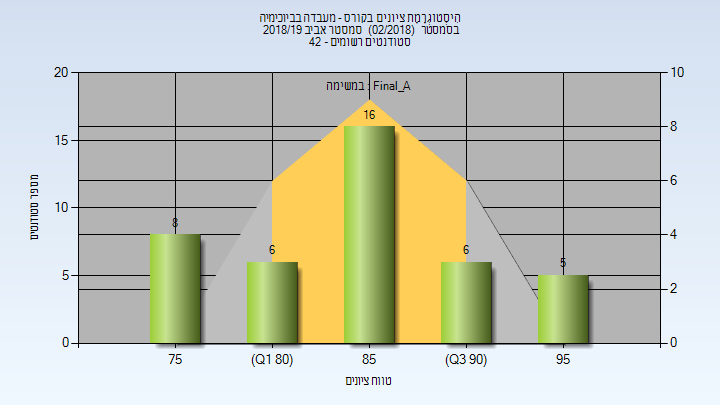 היסטוגרמת ציונים בקורס - מעבדה בביוכימיה
בסמסטר (02/2018) סמסטר אביב 2018/19
סטודנטים רשומים - 42
במשימה : Final_A
20
15
10
5
0
10
8
6
4
2
0
מספר סטודנטים
8
6
16
6
5
75
(Q1 80)
85
(Q3 90)
95
טווח ציונים